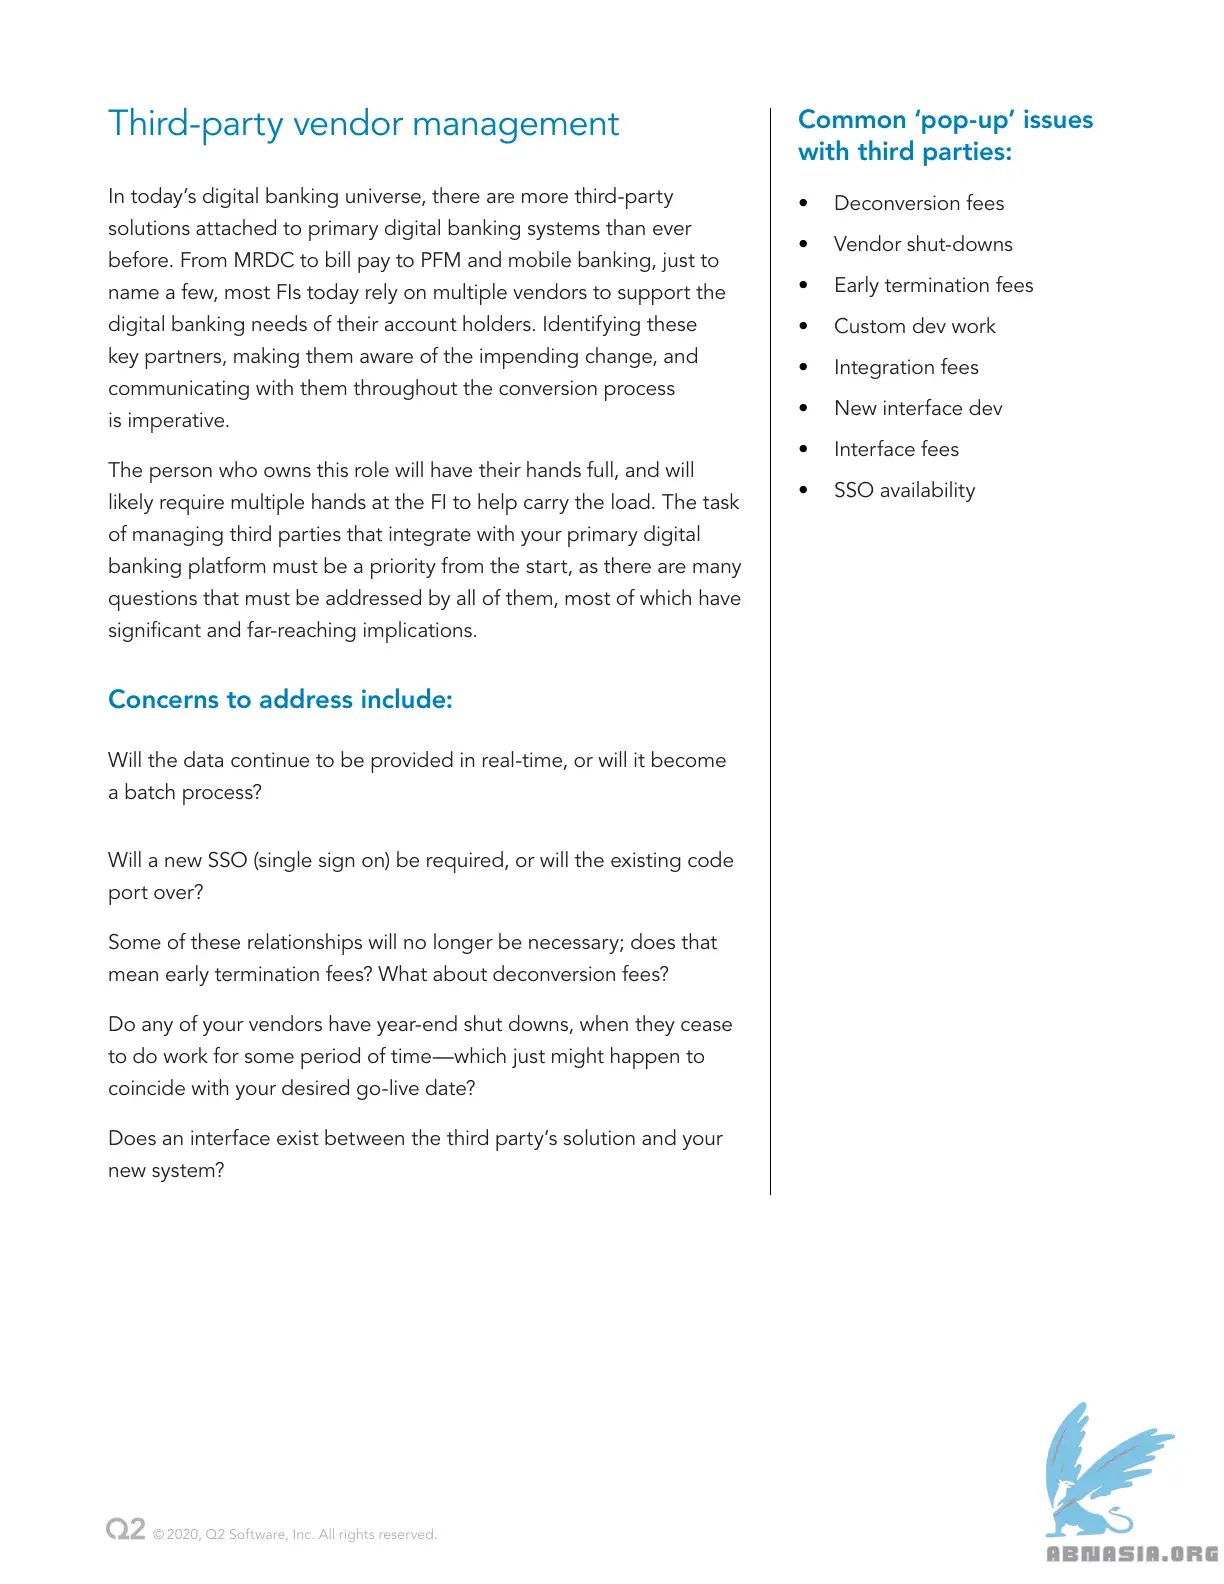 Third-party vendor management
In today’s digital banking universe, there are more third-party
solutions attached to primary digital banking systems than ever
before. From MRDC to bill pay to PFM and mobile banking, just to
name a few, most FIs today rely on multiple vendors to support the
digital banking needs of their account holders. Identifying these
key partners, making them aware of the impending change, and
communicating with them throughout the conversion process
is imperative.
The person who owns this role will have their hands full, and will
likely require multiple hands at the FI to help carry the load. The task
of managing third parties that integrate with your primary digital
banking platform must be a priority from the start, as there are many
questions that must be addressed by all of them, most of which have
significant and far-reaching implications.
Concerns to address include:
Will the data continue to be provided in real-time, or will it become
a batch process?
Will a new SSO (single sign on) be required, or will the existing code
port over?
Some of these relationships will no longer be necessary; does that
mean early termination fees? What about deconversion fees?
Do any of your vendors have year-end shut downs, when they cease
to do work for some period of time—which just might happen to
coincide with your desired go-live date?
Does an interface exist between the third party’s solution and your
new system?
Common ‘pop-up’ issues
with third parties:
• Deconversion fees
• Vendor shut-downs
• Early termination fees
• Custom dev work
• Integration fees
• New interface dev
• Interface fees
• SSO availability
Q2 © 2020, Q2 Software, Inc. All rights reserved.
ABNASIA.ORG